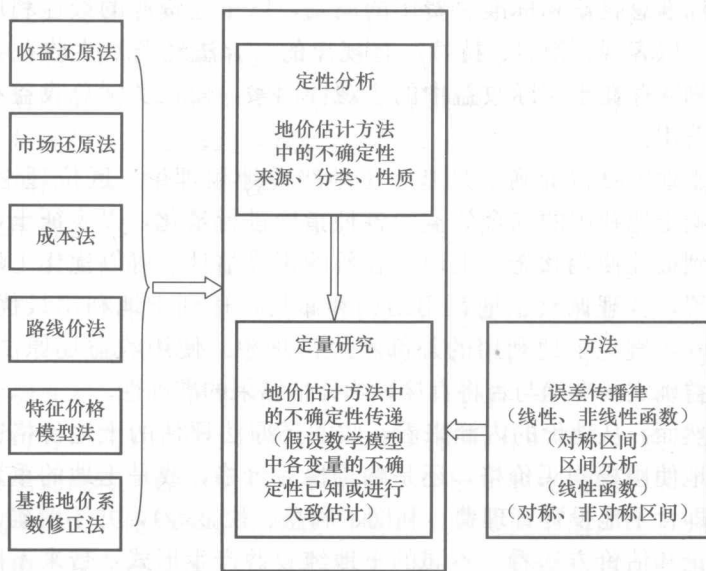 收益还原法
市场还原法
成本法
路线价法
特征价格
模型法
基准地价系
数修正法
定性分析
地价估计方法
中的不确定性
来源、分类、性质
定量研究
地价估计方法中
的不确定性传递
（假设数学模型
中各变量的不确
定性已知或进行
大致估计）
方法
误差传播律
（线性、非线性函数）
（对称区间）
区间分析
（线性函数）
（对称、非对称区间）